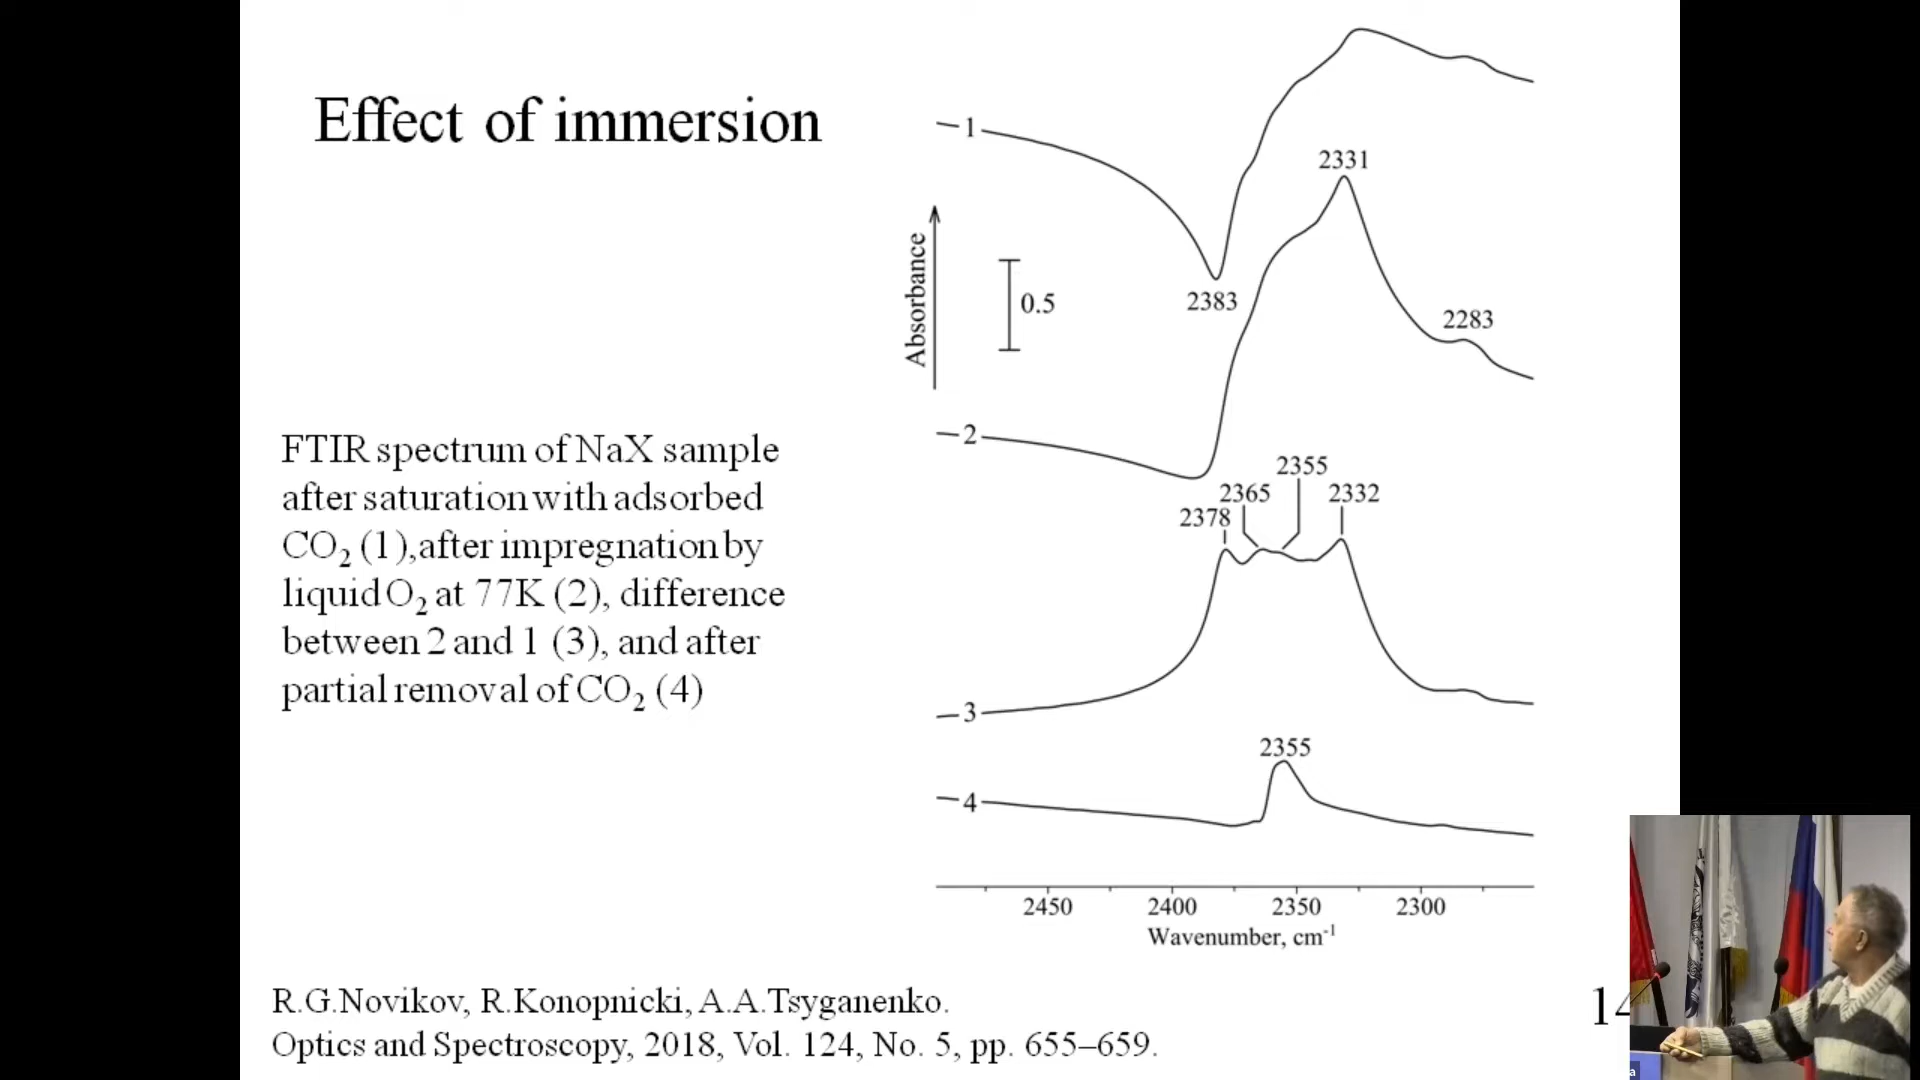 Effect of immersion
FTIR spectrum of NaX sample
after saturation with adsorbed
CO₂ (1),after impregnation by
liquid O₂ at 77K (2), difference
between 2 and 1 (3), and after
partial removal of CO₂ (4)
1
2331
Absorbance
0.5
2383
2283
2
2355
2365
2332
2378
3
2355
4
2450
2400
2350
2300
Wavenumber, cm⁻¹
R.G.Novikov, R.Konopnicki, A.A.Tsyganenko.
Optics and Spectroscopy, 2018, Vol. 124, No. 5, pp. 655–659.
14